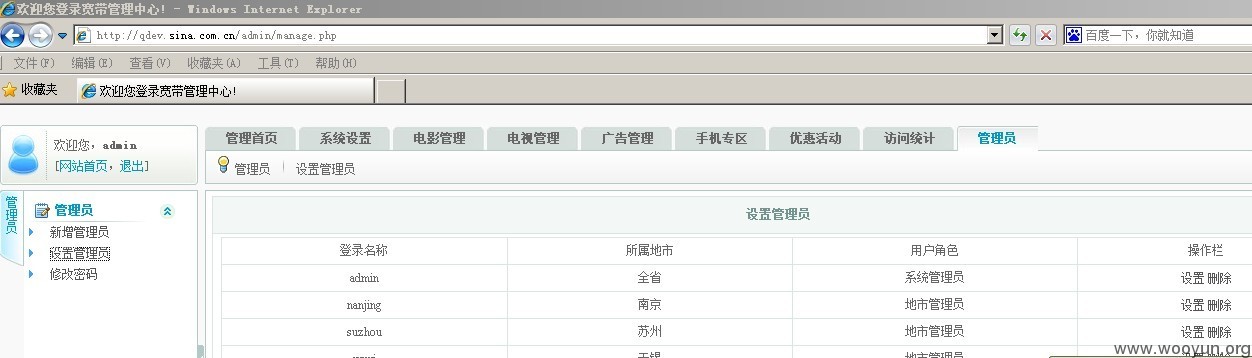 欢迎您登录宽带管理中心! - Windows Internet Explorer
http://qdev.sina.com.cn/admin/manage.php
百度一下，你就知道
文件(F) 编辑(E) 查看(V) 收藏夹(A) 工具(T) 帮助(H)
收藏夹 欢迎您登录宽带管理中心!
欢迎您，admin
[网站首页，退出]
管理首页 系统设置 电影管理 电视管理 广告管理 手机专区 优惠活动 访问统计 管理员
管理员 设置管理员
管理员
管理员
新增管理员
设置管理员
修改密码
设置管理员
登录名称 所属地市 用户角色 操作栏
admin 全省 系统管理员 设置 删除
nanjing 南京 地市管理员 设置 删除
suzhou 苏州 地市管理员 设置 删除
www.wooyun.org